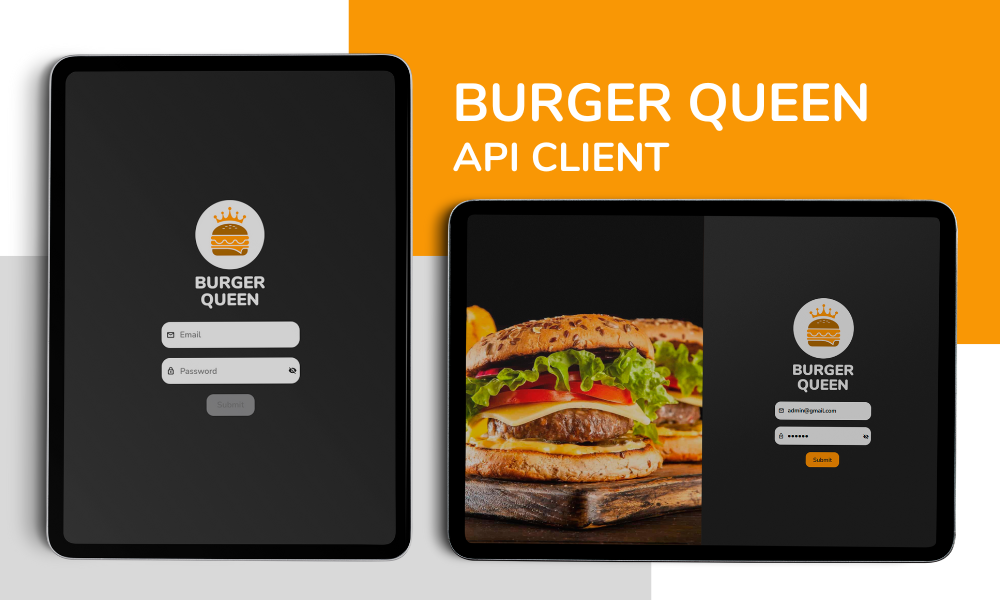 BURGER QUEEN
API CLIENT
BURGER
QUEEN
Email
Password
Submit
BURGER
QUEEN
admin@gmail.com
••••••
Submit